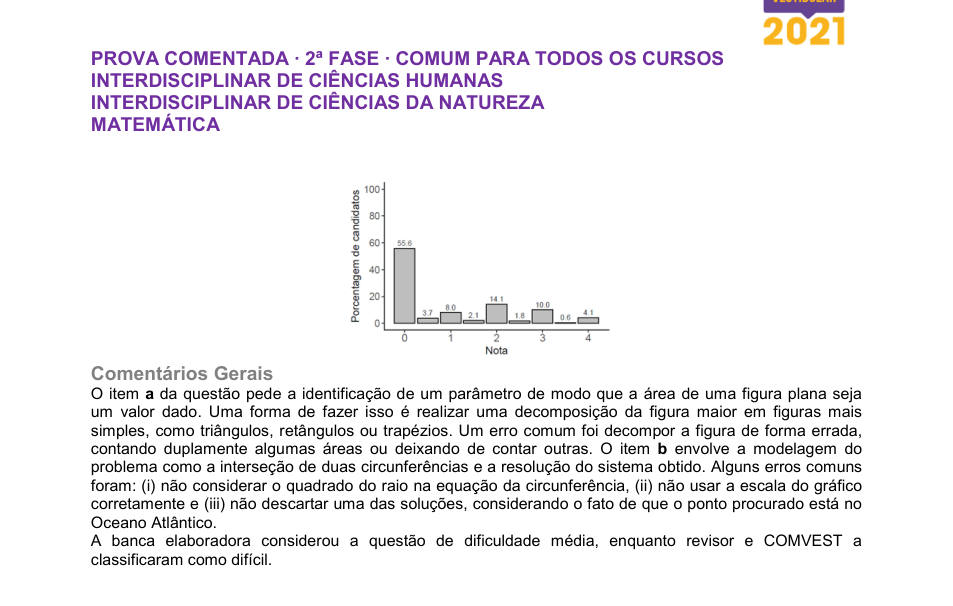 VESTIBULAR
2021
PROVA COMENTADA · 2ª FASE · COMUM PARA TODOS OS CURSOS
INTERDISCIPLINAR DE CIÊNCIAS HUMANAS
INTERDISCIPLINAR DE CIÊNCIAS DA NATUREZA
MATEMÁTICA
Porcentagem de candidatos
100
80
60
40
20
0
55.6
3.7
8.0
2.1
14.1
1.8
10.0
0.6
4.1
0 1 2 3 4
Nota
Comentários Gerais
O item a da questão pede a identificação de um parâmetro de modo que a área de uma figura plana seja
um valor dado. Uma forma de fazer isso é realizar uma decomposição da figura maior em figuras mais
simples, como triângulos, retângulos ou trapézios. Um erro comum foi decompor a figura de forma errada,
contando duplamente algumas áreas ou deixando de contar outras. O item b envolve a modelagem do
problema como a interseção de duas circunferências e a resolução do sistema obtido. Alguns erros comuns
foram: (i) não considerar o quadrado do raio na equação da circunferência, (ii) não usar a escala do gráfico
corretamente e (iii) não descartar uma das soluções, considerando o fato de que o ponto procurado está no
Oceano Atlântico.
A banca elaboradora considerou a questão de dificuldade média, enquanto revisor e COMVEST a
classificaram como difícil.